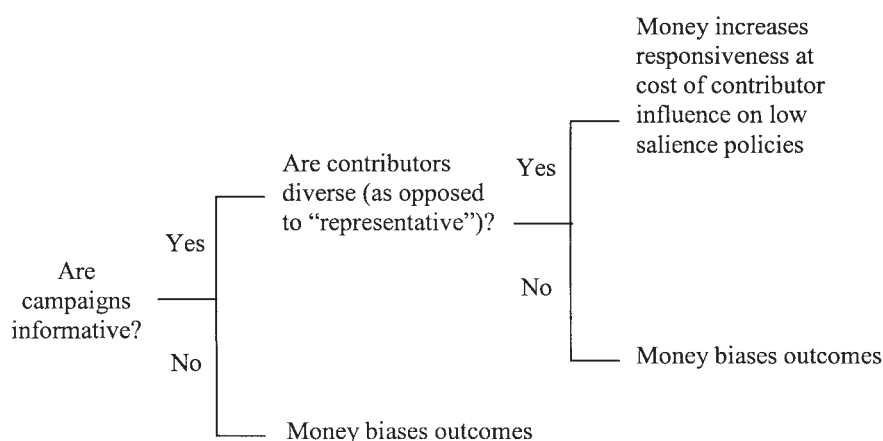 Are
campaigns
informative?
Yes
No
Are contributors
diverse (as opposed
to “representative”)?
Money biases outcomes
Yes
No
Money increases
responsiveness at
cost of contributor
influence on low
salience policies
Money biases outcomes